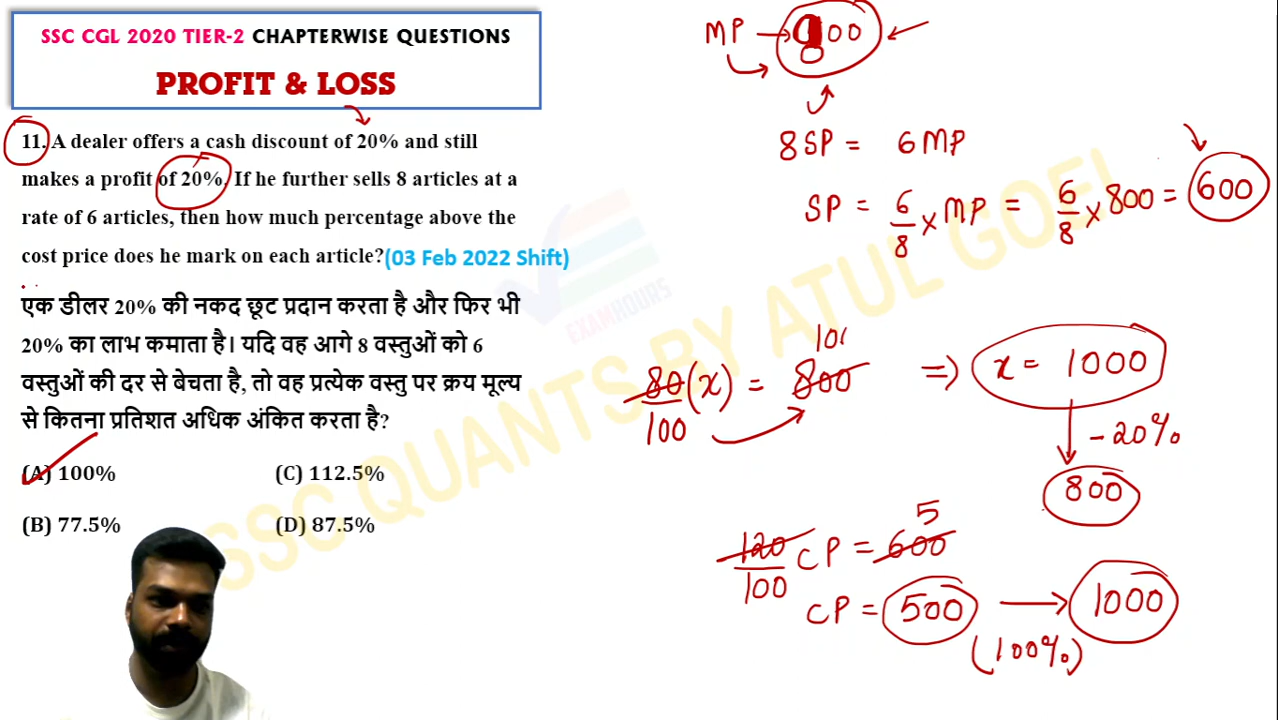 SSC CGL 2020 TIER-2 CHAPTERWISE QUESTIONS
PROFIT & LOSS
11. A dealer offers a cash discount of 20% and still
makes a profit of 20%. If he further sells 8 articles at a
rate of 6 articles, then how much percentage above the
cost price does he mark on each article?(03 Feb 2022 Shift)
एक डीलर 20% की नकद छूट प्रदान करता है और फिर भी
20% का लाभ कमाता है। यदि वह आगे 8 वस्तुओं को 6
वस्तुओं की दर से बेचता है, तो वह प्रत्येक वस्तु पर क्रय मूल्य
से कितना प्रतिशत अधिक अंकित करता है?
(A) 100% (C) 112.5%
(B) 77.5% (D) 87.5%
MP → 800
8SP = 6MP
SP = 6/8 × MP = 6/8 × 800 = 600
10(
80/100 (x) = 800 ⇒ x = 1000
-20%
800
5
120/100 CP = 600
CP = 500 → 1000
(100%)
SSC QUANTS BY ATUL GOEL
EXAMHOURS